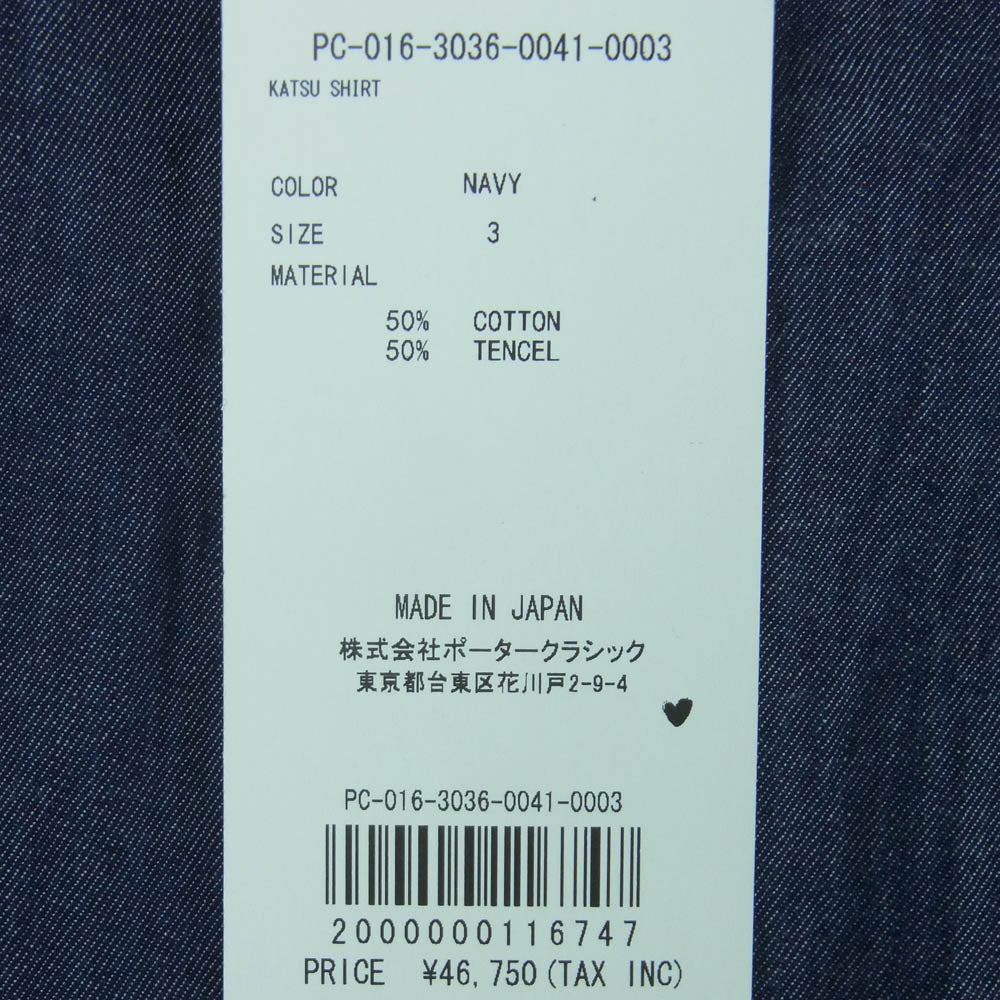 PC-016-3036-0041-0003
KATSU SHIRT
COLOR NAVY
SIZE 3
MATERIAL
50% COTTON
50% TENCEL
MADE IN JAPAN
株式会社ポータークラシック
東京都台東区花川戸2-9-4
PC-016-3036-0041-0003
2000000116747
PRICE ¥46,750(TAX INC)